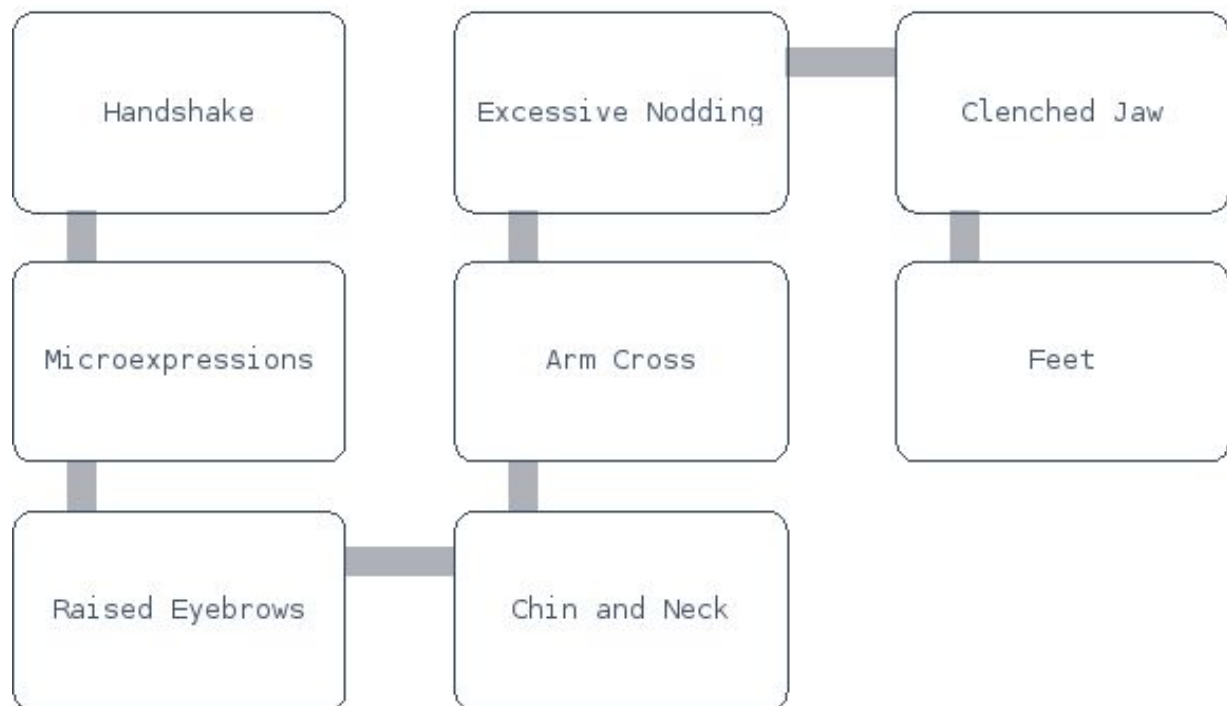 Handshake
Microexpressions
Raised Eyebrows
Chin and Neck
Arm Cross
Excessive Nodding
Clenched Jaw
Feet